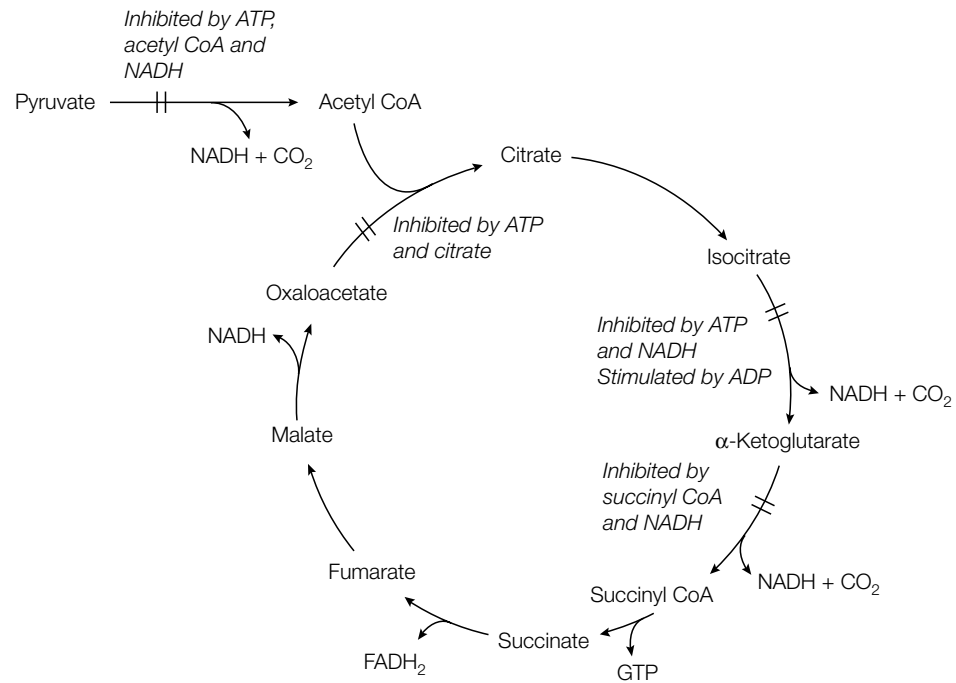 Inhibited by ATP,
acetyl CoA and
NADH
Pyruvate
Acetyl CoA
NADH + CO₂
Citrate
Inhibited by ATP
and citrate
Isocitrate
Oxaloacetate
NADH
Inhibited by ATP
and NADH
Stimulated by ADP
NADH + CO₂
Malate
α-Ketoglutarate
Inhibited by
succinyl CoA
and NADH
Fumarate
NADH + CO₂
Succinyl CoA
Succinate
FADH₂
GTP